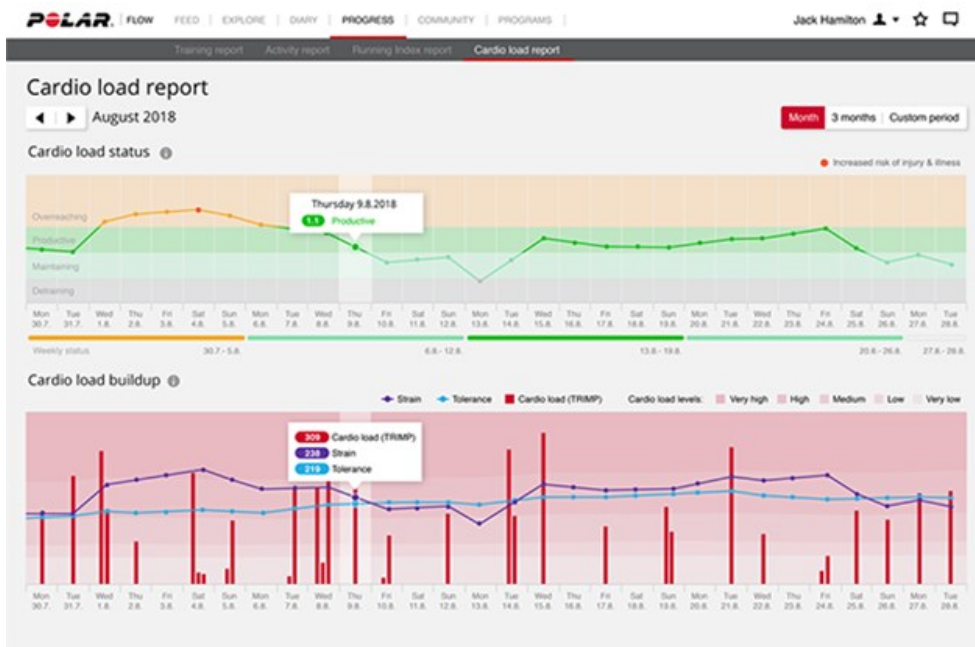 POLAR. FLOW FEED EXPLORE DIARY PROGRESS COMMUNITY PROGRAMS Jack Hamilton
Training report Activity report Running Index report Cardio load report
Cardio load report
August 2018 Month 3 months Custom period
Cardio load status
Increased risk of injury & illness
Thursday 9.8.2018
1.1 Productive
Overreaching
Productive
Maintaining
Detraining
Mon Tue Wed Thu Fri Sat Sun Mon Tue Wed Thu Fri Sat Sun Mon Tue Wed Thu Fri Sat Sun Mon Tue Wed Thu Fri Sat Sun Mon Tue
30.7. 31.7. 1.8. 2.8. 3.8. 4.8. 5.8. 6.8. 7.8. 8.8. 9.8. 10.8. 11.8. 12.8. 13.8. 14.8. 15.8. 16.8. 17.8. 18.8. 19.8. 20.8. 21.8. 22.8. 23.8. 24.8. 25.8. 26.8. 27.8. 28.8.
Weekly status 30.7 - 5.8. 6.8. - 12.8. 13.8 - 19.8. 20.8 - 26.8. 27.8. - 28.8.
Cardio load buildup
Strain Tolerance Cardio load (TRIMP) Cardio load levels: Very high High Medium Low Very low
309 Cardio load (TRIMP)
238 Strain
219 Tolerance
Mon Tue Wed Thu Fri Sat Sun Mon Tue Wed Thu Fri Sat Sun Mon Tue Wed Thu Fri Sat Sun Mon Tue Wed Thu Fri Sat Sun Mon Tue
30.7. 31.7. 1.8. 2.8. 3.8. 4.8. 5.8. 6.8. 7.8. 8.8. 9.8. 10.8. 11.8. 12.8. 13.8. 14.8. 15.8. 16.8. 17.8. 18.8. 19.8. 20.8. 21.8. 22.8. 23.8. 24.8. 25.8. 26.8. 27.8. 28.8.